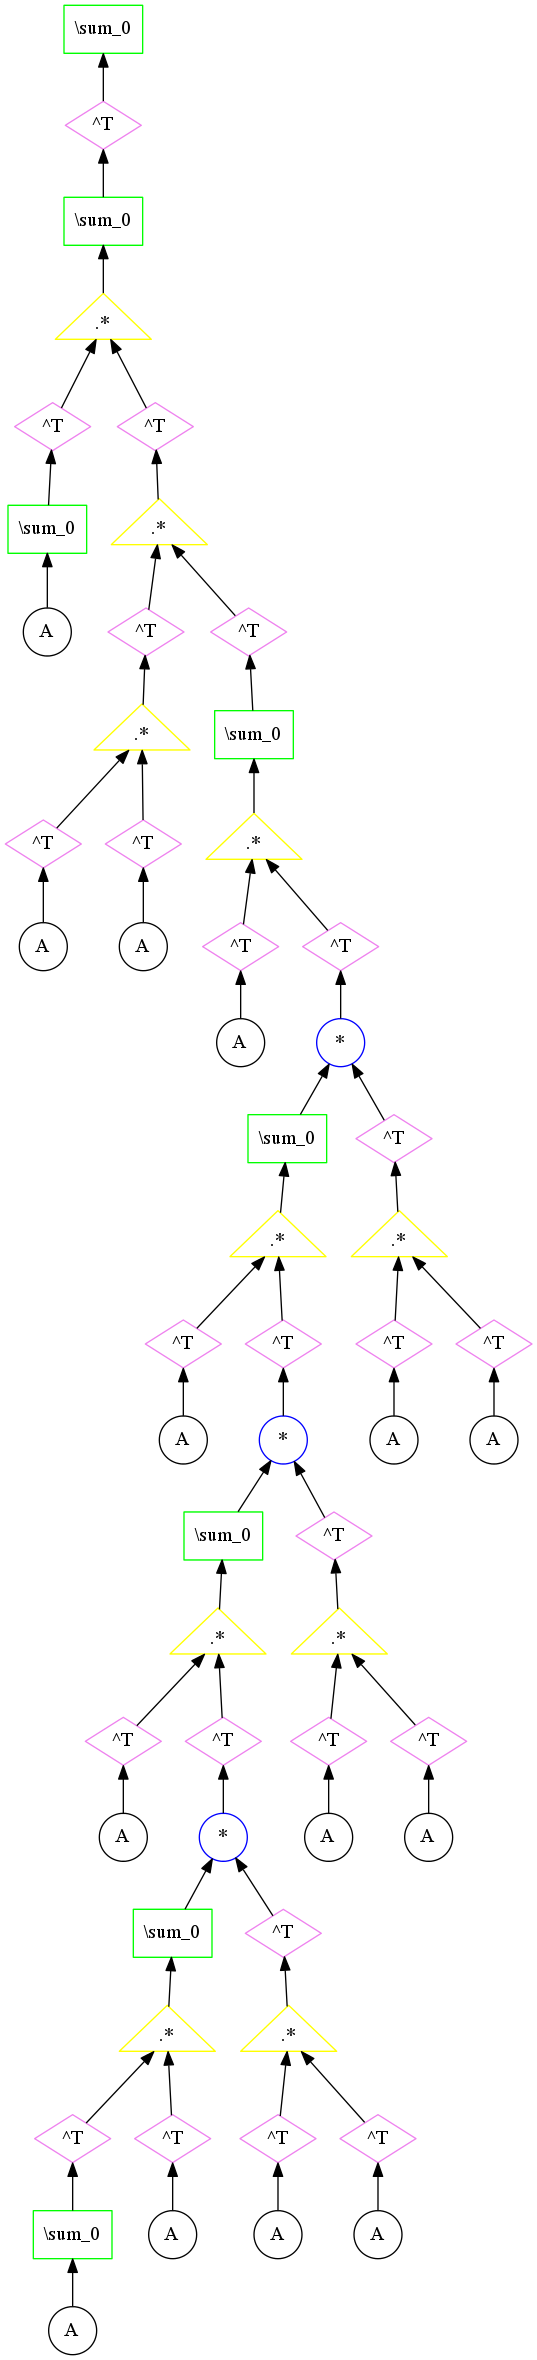 \sum_0
^T
\sum_0
.*
^T ^T
\sum_0 .*
A ^T ^T
.* \sum_0
^T ^T .*
A A ^T ^T
A *
\sum_0 ^T
.* .*
^T ^T ^T ^T
A * A A
\sum_0 ^T
.* .*
^T ^T ^T ^T
A * A A
\sum_0 ^T
.* .*
^T ^T ^T ^T
\sum_0 A A A
A